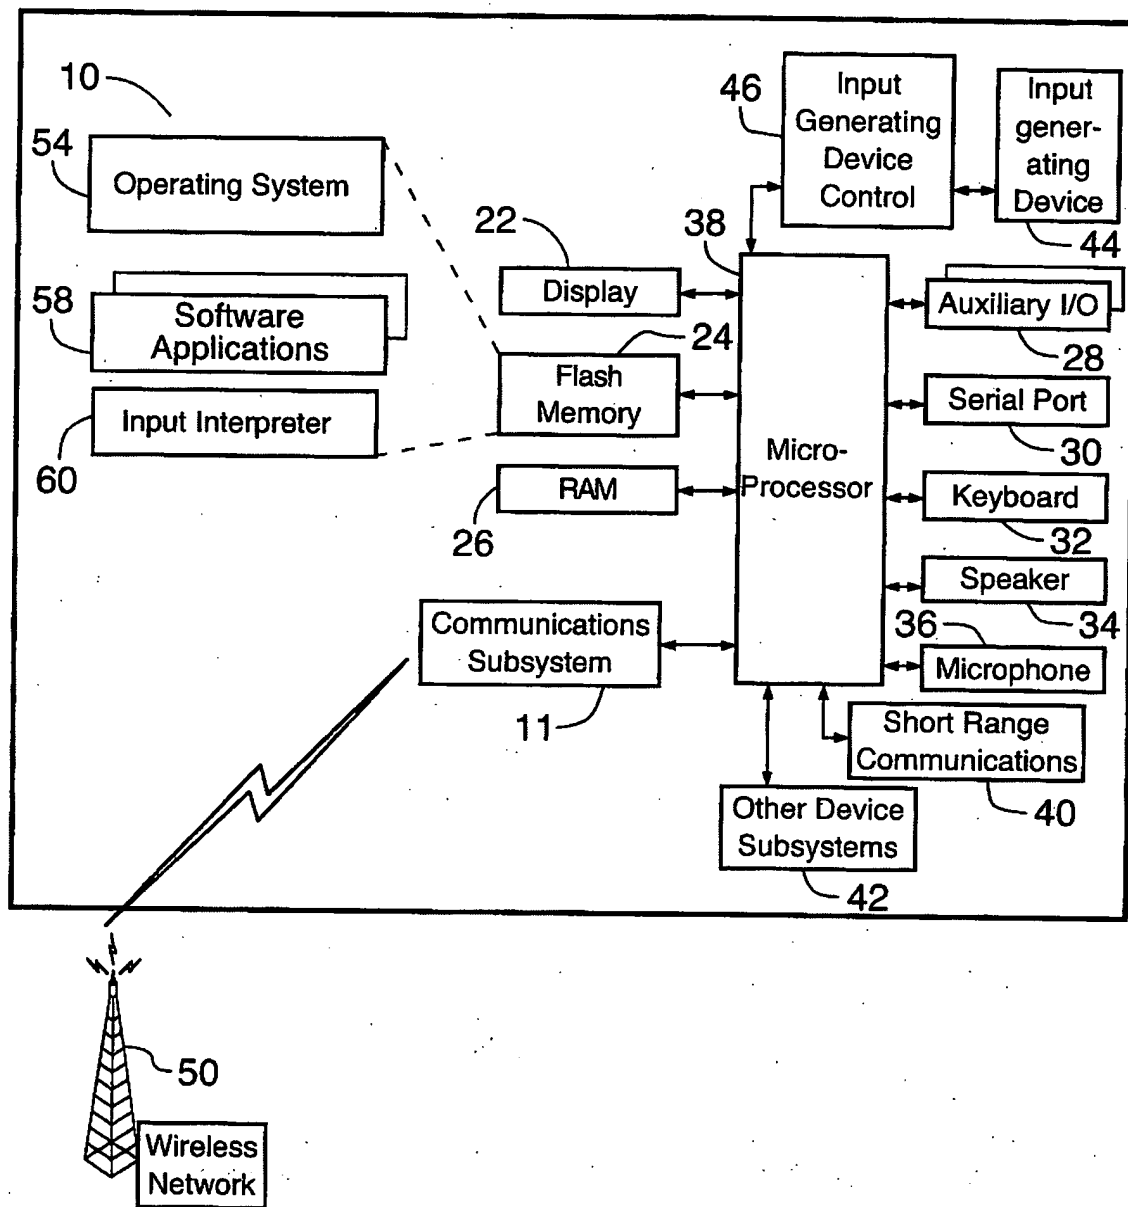 10
54
Operating System
58
Software
Applications
Input Interpreter
60
22
Display
24
Flash
Memory
RAM
26
Communications
Subsystem
11
38
Micro-
Processor
46
Input
Generating
Device
Control
Input
gener-
ating
Device
44
Auxiliary I/O
28
Serial Port
30
Keyboard
32
Speaker
34
36
Microphone
Short Range
Communications
40
Other Device
Subsystems
42
50
Wireless
Network